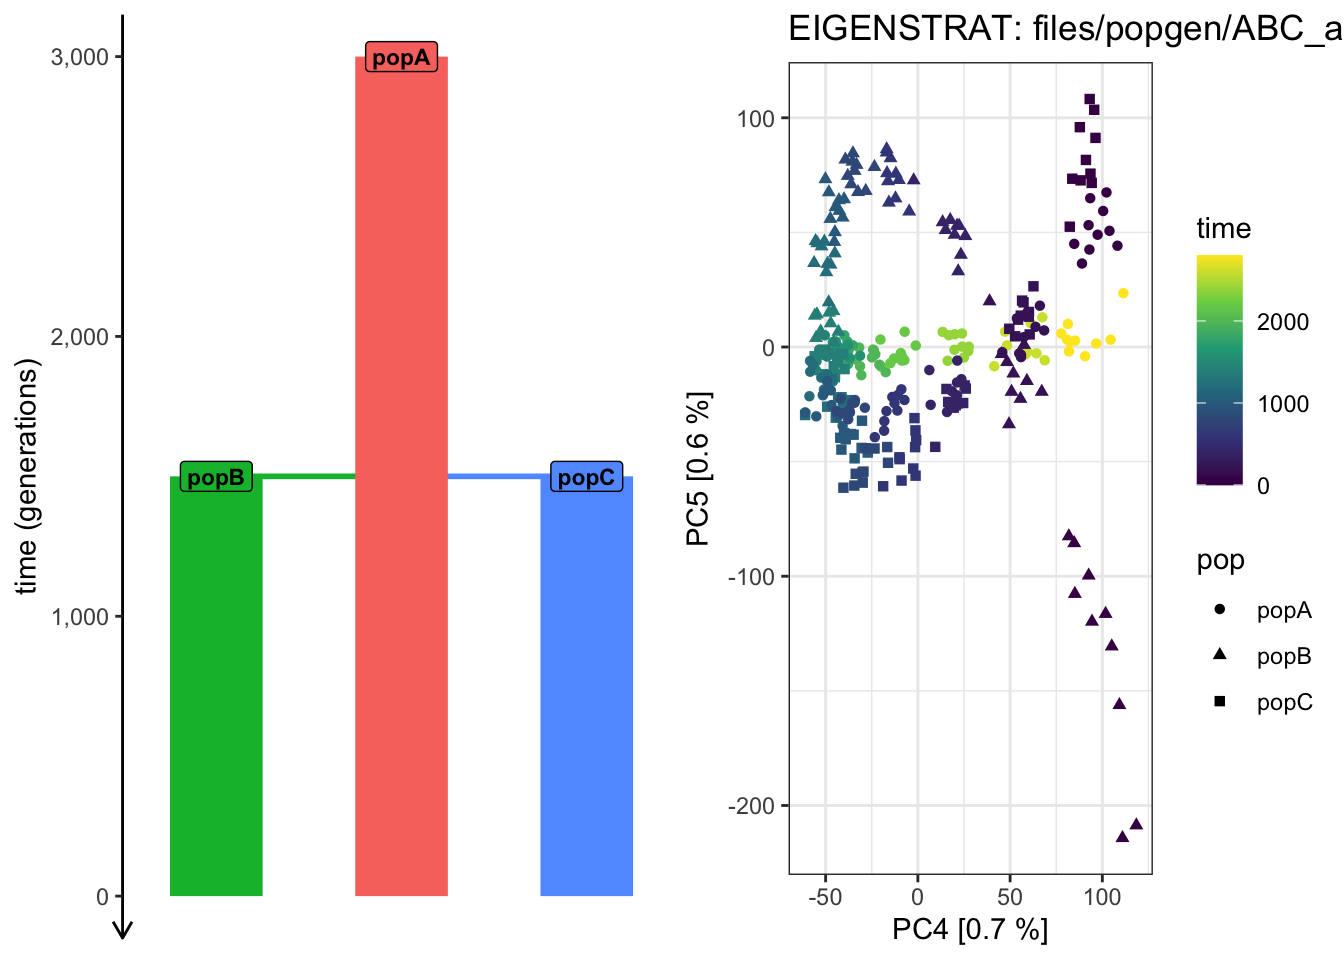 time (generations)
3,000
2,000
1,000
0
popA
popB
popC
EIGENSTRAT: files/popgen/ABC_a
PC5 [0.6 %]
100
0
-100
-200
-50
0
50
100
PC4 [0.7 %]
time
2000
1000
0
pop
popA
popB
popC